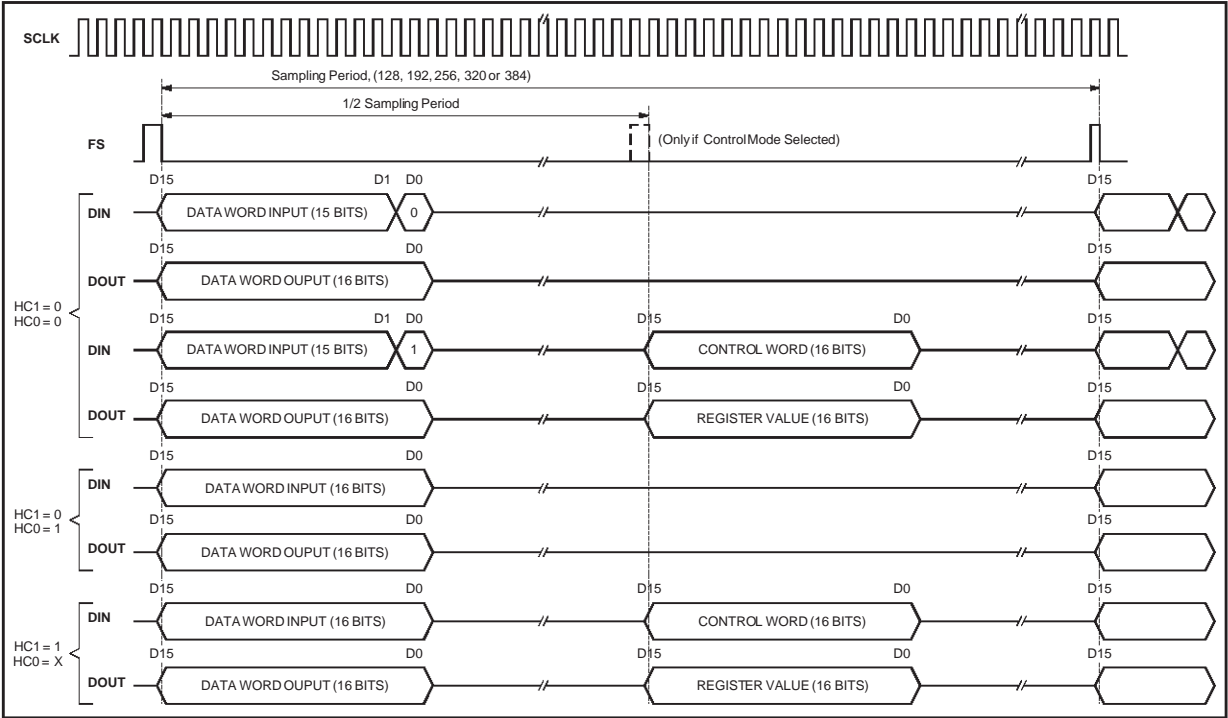 SCLK
Sampling Period, (128, 192, 256, 320 or 384)
1/2 Sampling Period
FS
(Only if Control Mode Selected)
D15 D1 D0 D15
DIN DATA WORD INPUT (15 BITS) 0
D15 D0 D15
DOUT DATA WORD OUPUT (16 BITS)
HC1 = 0
HC0 = 0
D15 D1 D0 D15 D0 D15
DIN DATA WORD INPUT (15 BITS) 1 CONTROL WORD (16 BITS)
D15 D0 D15 D0 D15
DOUT DATA WORD OUPUT (16 BITS) REGISTER VALUE (16 BITS)
D15 D0 D15
DIN DATA WORD INPUT (16 BITS)
HC1 = 0
HC0 = 1
D15 D0 D15
DOUT DATA WORD OUPUT (16 BITS)
D15 D0 D15 D0 D15
DIN DATA WORD INPUT (16 BITS) CONTROL WORD (16 BITS)
HC1 = 1
HC0 = X
D15 D0 D15 D0 D15
DOUT DATA WORD OUPUT (16 BITS) REGISTER VALUE (16 BITS)